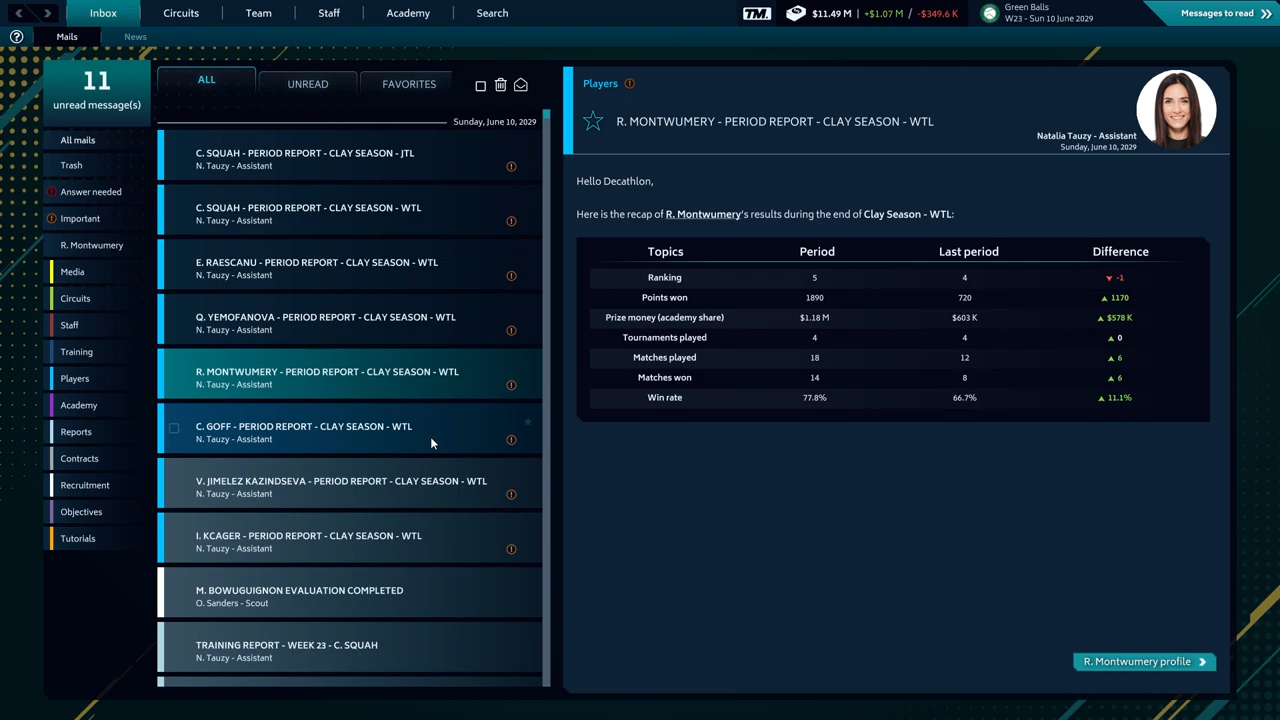 Inbox
Circuits
Team
Staff
Academy
Search
TM.
$11.49 M | +$1.07 M / -$349.6 K
Green Balls
W23 - Sun 10 June 2029
Messages to read
Mails
News
11
unread message(s)
All mails
Trash
Answer needed
Important
R. Montwumery
Media
Circuits
Staff
Training
Players
Academy
Reports
Contracts
Recruitment
Objectives
Tutorials
ALL
UNREAD
FAVORITES
Sunday, June 10, 2029
C. SQUAH - PERIOD REPORT - CLAY SEASON - JTL
N. Tauzy - Assistant
C. SQUAH - PERIOD REPORT - CLAY SEASON - WTL
N. Tauzy - Assistant
E. RAESCANU - PERIOD REPORT - CLAY SEASON - WTL
N. Tauzy - Assistant
Q. YEMOFANOVA - PERIOD REPORT - CLAY SEASON - WTL
N. Tauzy - Assistant
R. MONTWUMERY - PERIOD REPORT - CLAY SEASON - WTL
N. Tauzy - Assistant
C. GOFF - PERIOD REPORT - CLAY SEASON - WTL
N. Tauzy - Assistant
V. JIMELEZ KAZINDSEVA - PERIOD REPORT - CLAY SEASON - WTL
N. Tauzy - Assistant
I. KCAGER - PERIOD REPORT - CLAY SEASON - WTL
N. Tauzy - Assistant
M. BOWUGUIGNON EVALUATION COMPLETED
O. Sanders - Scout
TRAINING REPORT - WEEK 23 - C. SQUAH
N. Tauzy - Assistant
Players
R. MONTWUMERY - PERIOD REPORT - CLAY SEASON - WTL
Natalia Tauzy - Assistant
Sunday, June 10, 2029
Hello Decathlon,
Here is the recap of R. Montwumery's results during the end of Clay Season - WTL:
Topics Period Last period Difference
Ranking 5 4 -1
Points won 1890 720 1170
Prize money (academy share) $1.18 M $603 K $578 K
Tournaments played 4 4 0
Matches played 18 12 6
Matches won 14 8 6
Win rate 77.8% 66.7% 11.1%
R. Montwumery profile